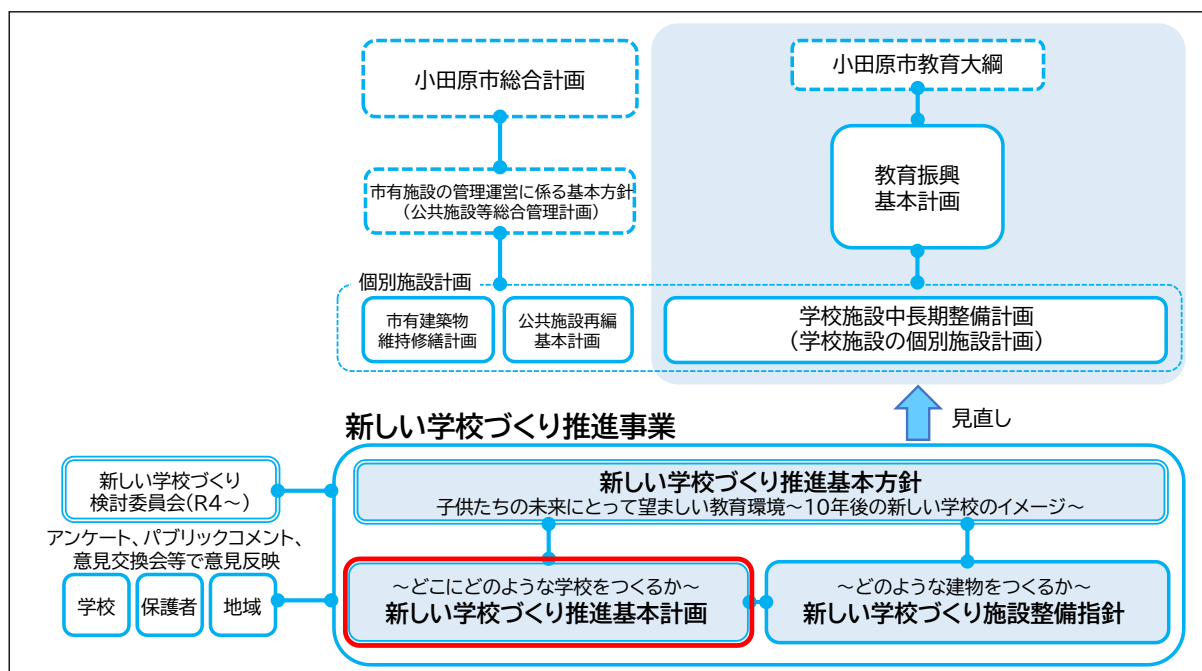 小田原市総合計画
小田原市教育大綱
市有施設の管理運営に係る基本方針
（公共施設等総合管理計画）
教育振興
基本計画
個別施設計画
市有建築物
維持修繕計画
公共施設再編
基本計画
学校施設中長期整備計画
（学校施設の個別施設計画）
見直し
新しい学校づくり推進事業
新しい学校づくり
検討委員会(R4～)
新しい学校づくり推進基本方針
子供たちの未来にとって望ましい教育環境～10年後の新しい学校のイメージ～
アンケート、パブリックコメント、
意見交換会等で意見反映
学校
保護者
地域
～どこにどのような学校をつくるか～
新しい学校づくり推進基本計画
～どのような建物をつくるか～
新しい学校づくり施設整備指針